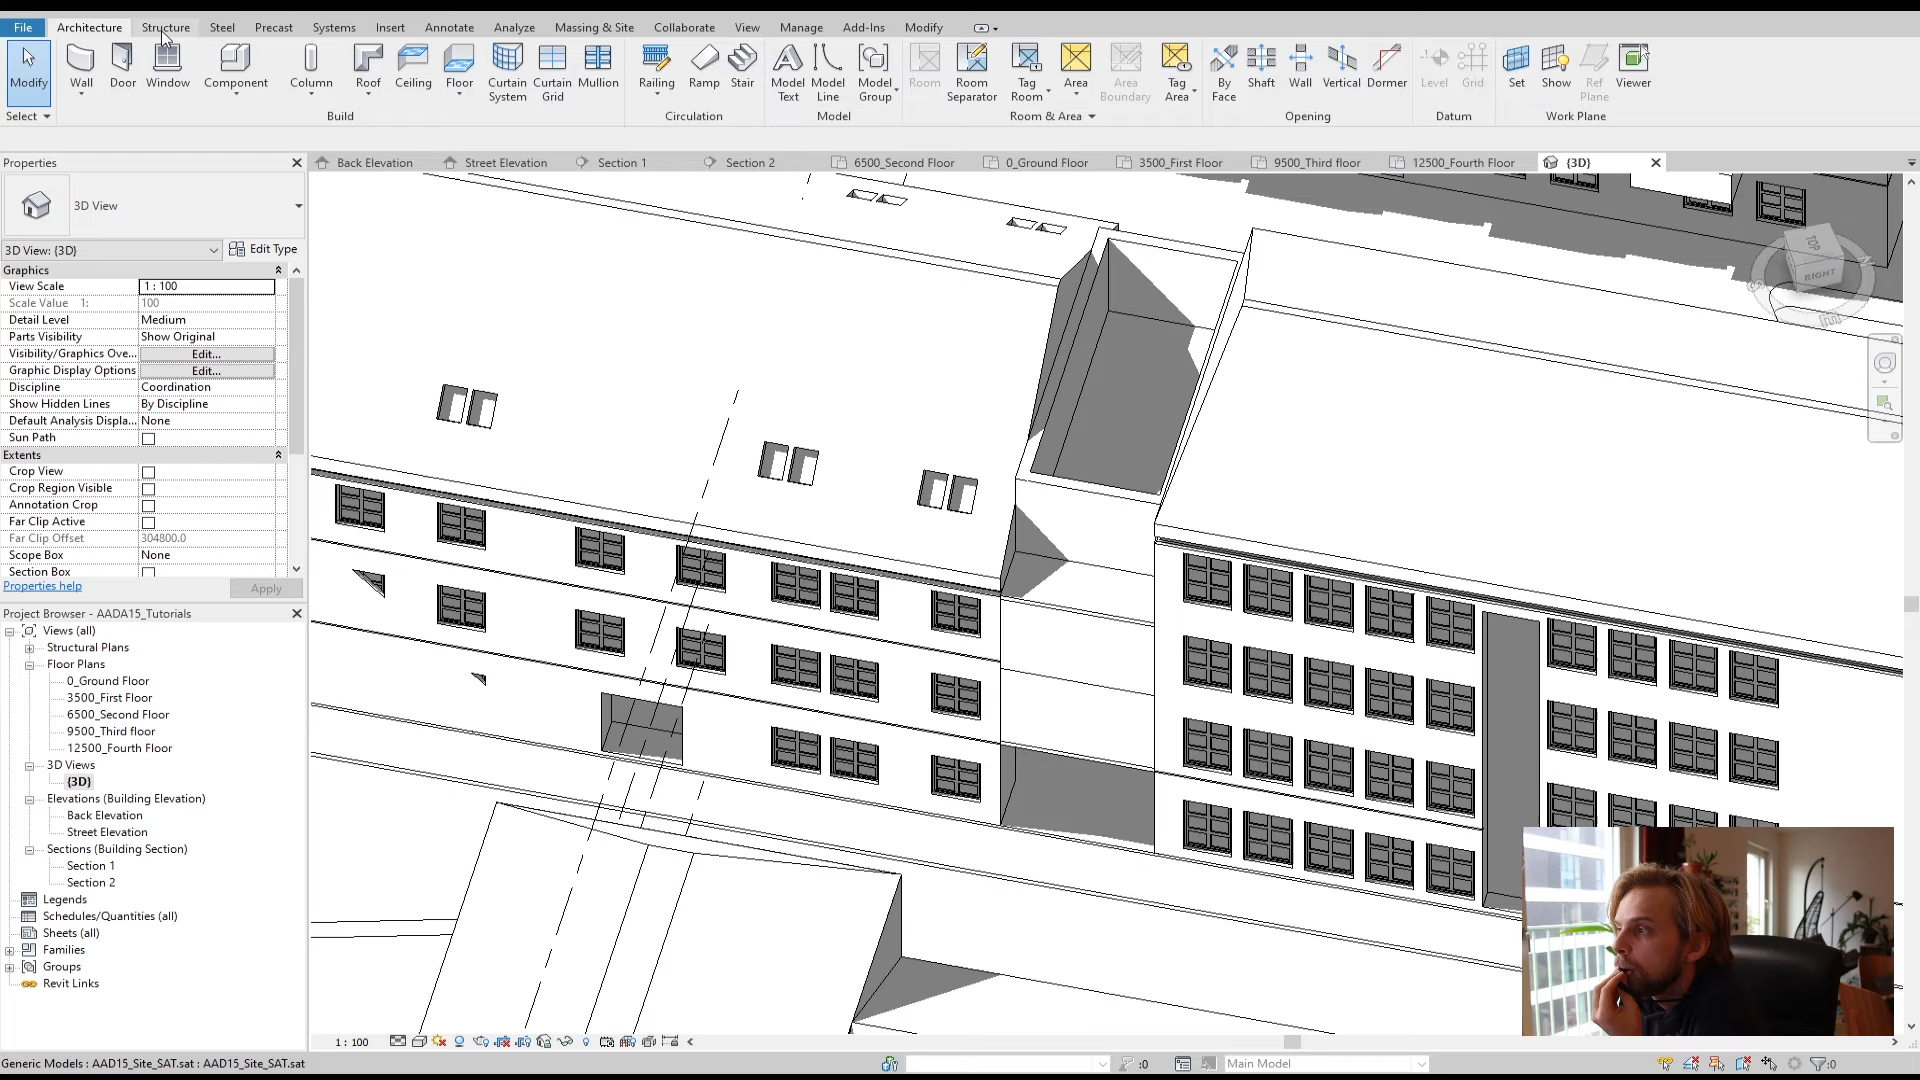 File Architecture Structure Steel Precast Systems Insert Annotate Analyze Massing & Site Collaborate View Manage Add-Ins Modify
Modify Wall Door Window Component Column Roof Ceiling Floor Curtain System Curtain Grid Mullion Railing Ramp Stair Model Text Model Line Model Group Room Room Separator Tag Room Area Area Boundary Tag Area By Face Shaft Wall Vertical Dormer Level Grid Set Show Ref Plane Viewer
Select Build Circulation Model Room & Area Opening Datum Work Plane
Properties
Back Elevation Street Elevation Section 1 Section 2 6500_Second Floor 0_Ground Floor 3500_First Floor 9500_Third floor 12500_Fourth Floor {3D}
3D View
3D View: {3D} Edit Type
Graphics
View Scale 1 : 100
Scale Value 1: 100
Detail Level Medium
Parts Visibility Show Original
Visibility/Graphics Ove... Edit...
Graphic Display Options Edit...
Discipline Coordination
Show Hidden Lines By Discipline
Default Analysis Displa... None
Sun Path
Extents
Crop View
Crop Region Visible
Annotation Crop
Far Clip Active
Far Clip Offset 304800.0
Scope Box None
Section Box
Properties help Apply
Project Browser - AADA15_Tutorials
Views (all)
Structural Plans
Floor Plans
0_Ground Floor
3500_First Floor
6500_Second Floor
9500_Third floor
12500_Fourth Floor
3D Views
{3D}
Elevations (Building Elevation)
Back Elevation
Street Elevation
Sections (Building Section)
Section 1
Section 2
Legends
Schedules/Quantities (all)
Sheets (all)
Families
Groups
Revit Links
TOP
RIGHT
1 : 100
Generic Models : AAD15_Site_SAT.sat : AAD15_Site_SAT.sat
:0
Main Model
:0